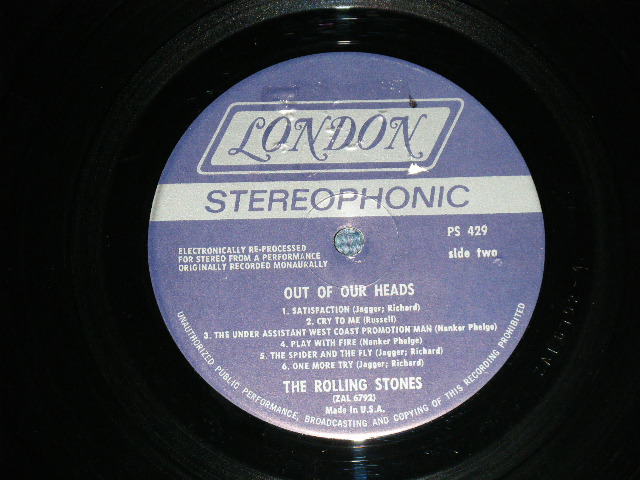 LONDON
STEREOPHONIC
PS 429
side two
ELECTRONICALLY RE-PROCESSED
FOR STEREO FROM A PERFORMANCE
ORIGINALLY RECORDED MONAURALLY
OUT OF OUR HEADS
1. SATISFACTION (Jagger; Richard)
2. CRY TO ME (Russell)
3. THE UNDER ASSISTANT WEST COAST PROMOTION MAN (Nanker Phelge)
4. PLAY WITH FIRE (Nanker Phelge)
5. THE SPIDER AND THE FLY (Jagger; Richard)
6. ONE MORE TRY (Jagger; Richard)
THE ROLLING STONES
(ZAL 6792)
Made in U.S.A.
UNAUTHORIZED PUBLIC PERFORMANCE, BROADCASTING AND COPYING OF THIS RECORDING PROHIBITED